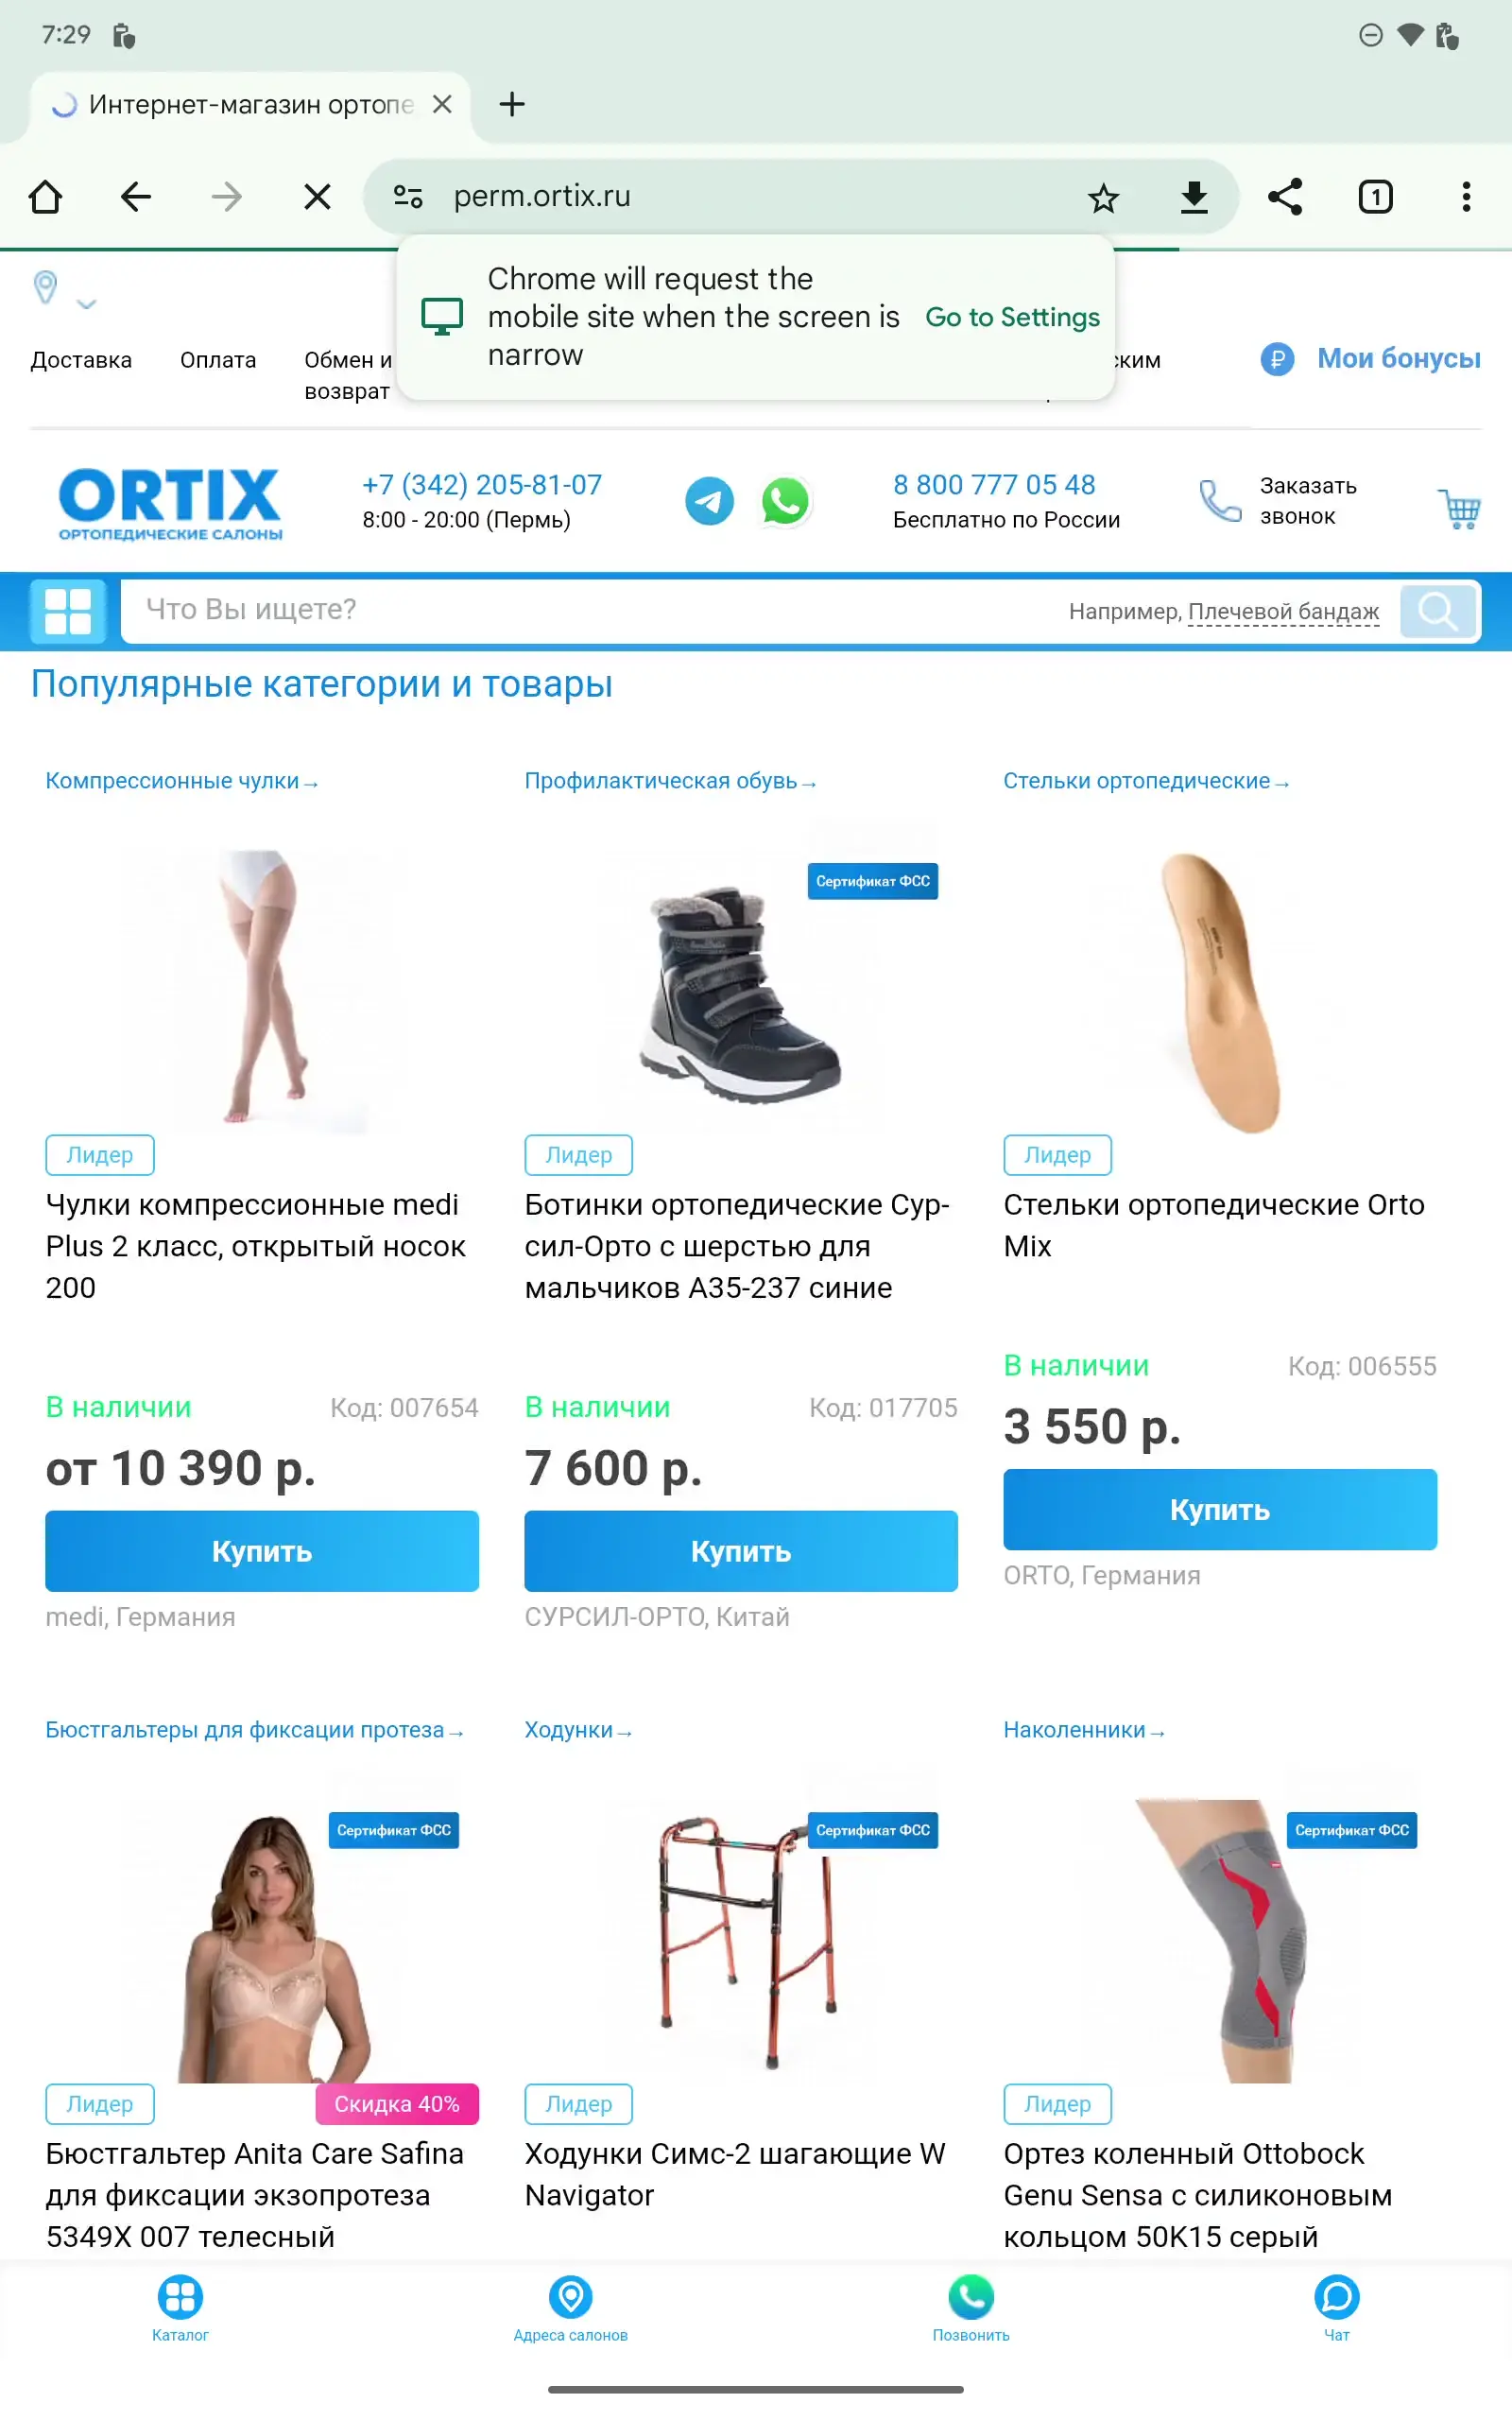 7:29
Интернет-магазин ортопе
perm.ortix.ru
1
Chrome will request the
mobile site when the screen is
narrow
Go to Settings
Доставка
Оплата
Обмен и
возврат
ским
Мои бонусы
ORTIX
ОРТОПЕДИЧЕСКИЕ САЛОНЫ
+7 (342) 205-81-07
8:00 - 20:00 (Пермь)
8 800 777 05 48
Бесплатно по России
Заказать
звонок
Что Вы ищете?
Например, Плечевой бандаж
Популярные категории и товары
Компрессионные чулки→
Профилактическая обувь→
Стельки ортопедические→
Сертификат ФСС
Лидер
Лидер
Лидер
Чулки компрессионные medi
Plus 2 класс, открытый носок
200
Ботинки ортопедические Сур-
сил-Орто с шерстью для
мальчиков А35-237 синие
Стельки ортопедические Orto
Mix
В наличии
Код: 007654
от 10 390 р.
Купить
medi, Германия
В наличии
Код: 017705
7 600 р.
Купить
СУРСИЛ-ОРТО, Китай
В наличии
Код: 006555
3 550 р.
Купить
ORTO, Германия
Бюстгальтеры для фиксации протеза→
Ходунки→
Наколенники→
Сертификат ФСС
Сертификат ФСС
Сертификат ФСС
Лидер
Скидка 40%
Лидер
Лидер
Бюстгальтер Anita Care Safina
для фиксации экзопротеза
5349X 007 телесный
Ходунки Симс-2 шагающие W
Navigator
Ортез коленный Ottobock
Genu Sensa с силиконовым
кольцом 50K15 серый
Каталог
Адреса салонов
Позвонить
Чат